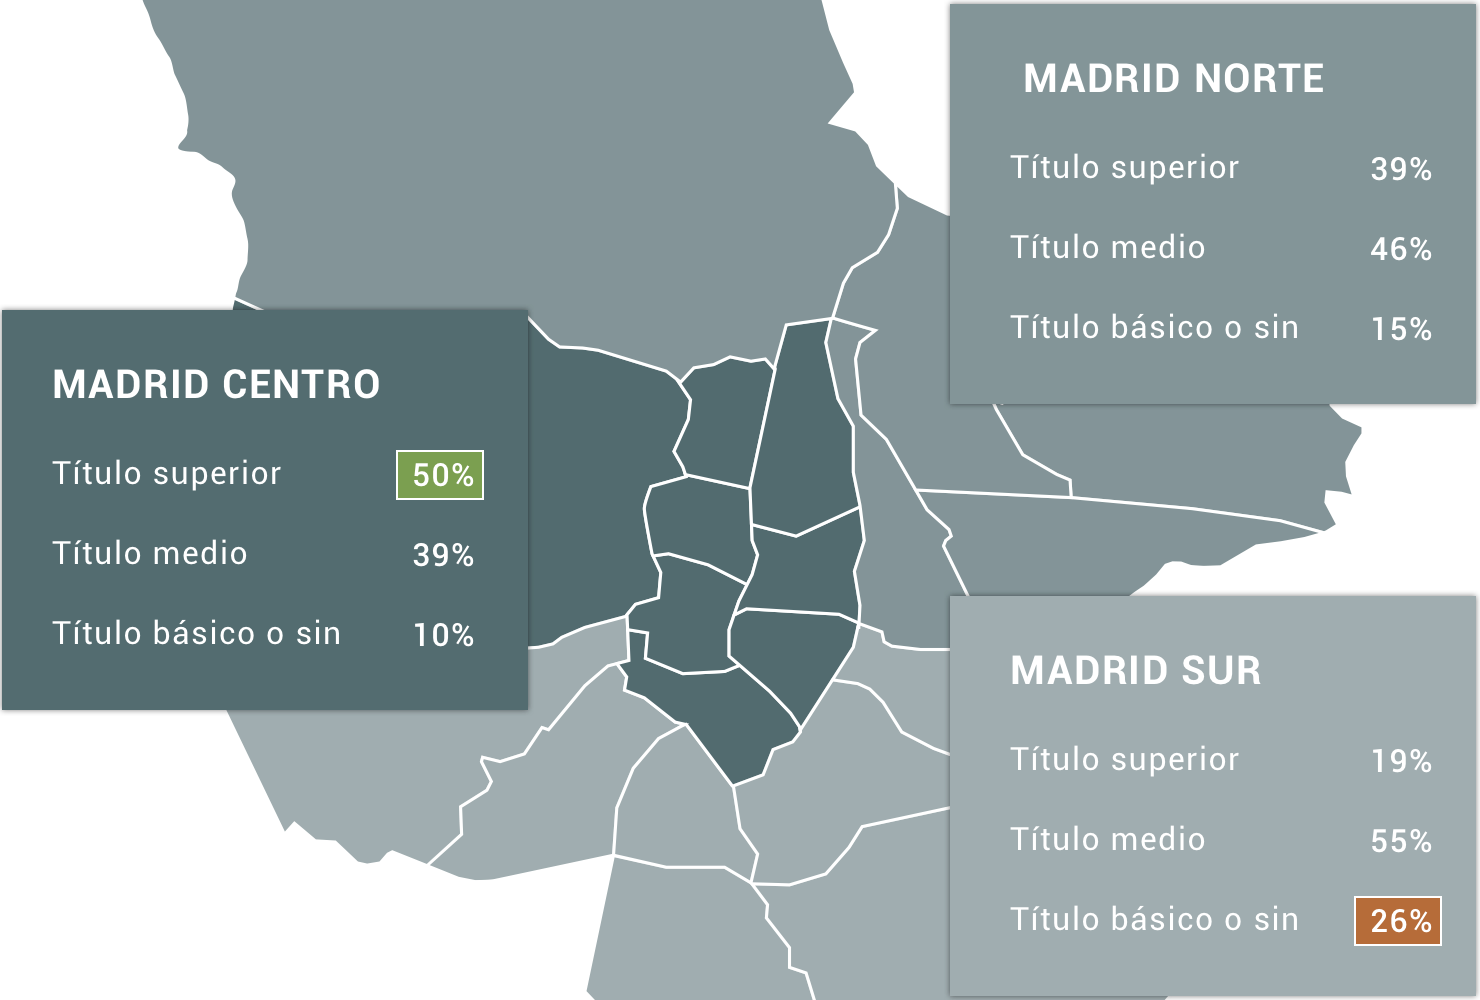 MADRID NORTE
Título superior 39%
Título medio 46%
Título básico o sin 15%
MADRID CENTRO
Título superior 50%
Título medio 39%
Título básico o sin 10%
MADRID SUR
Título superior 19%
Título medio 55%
Título básico o sin 26%